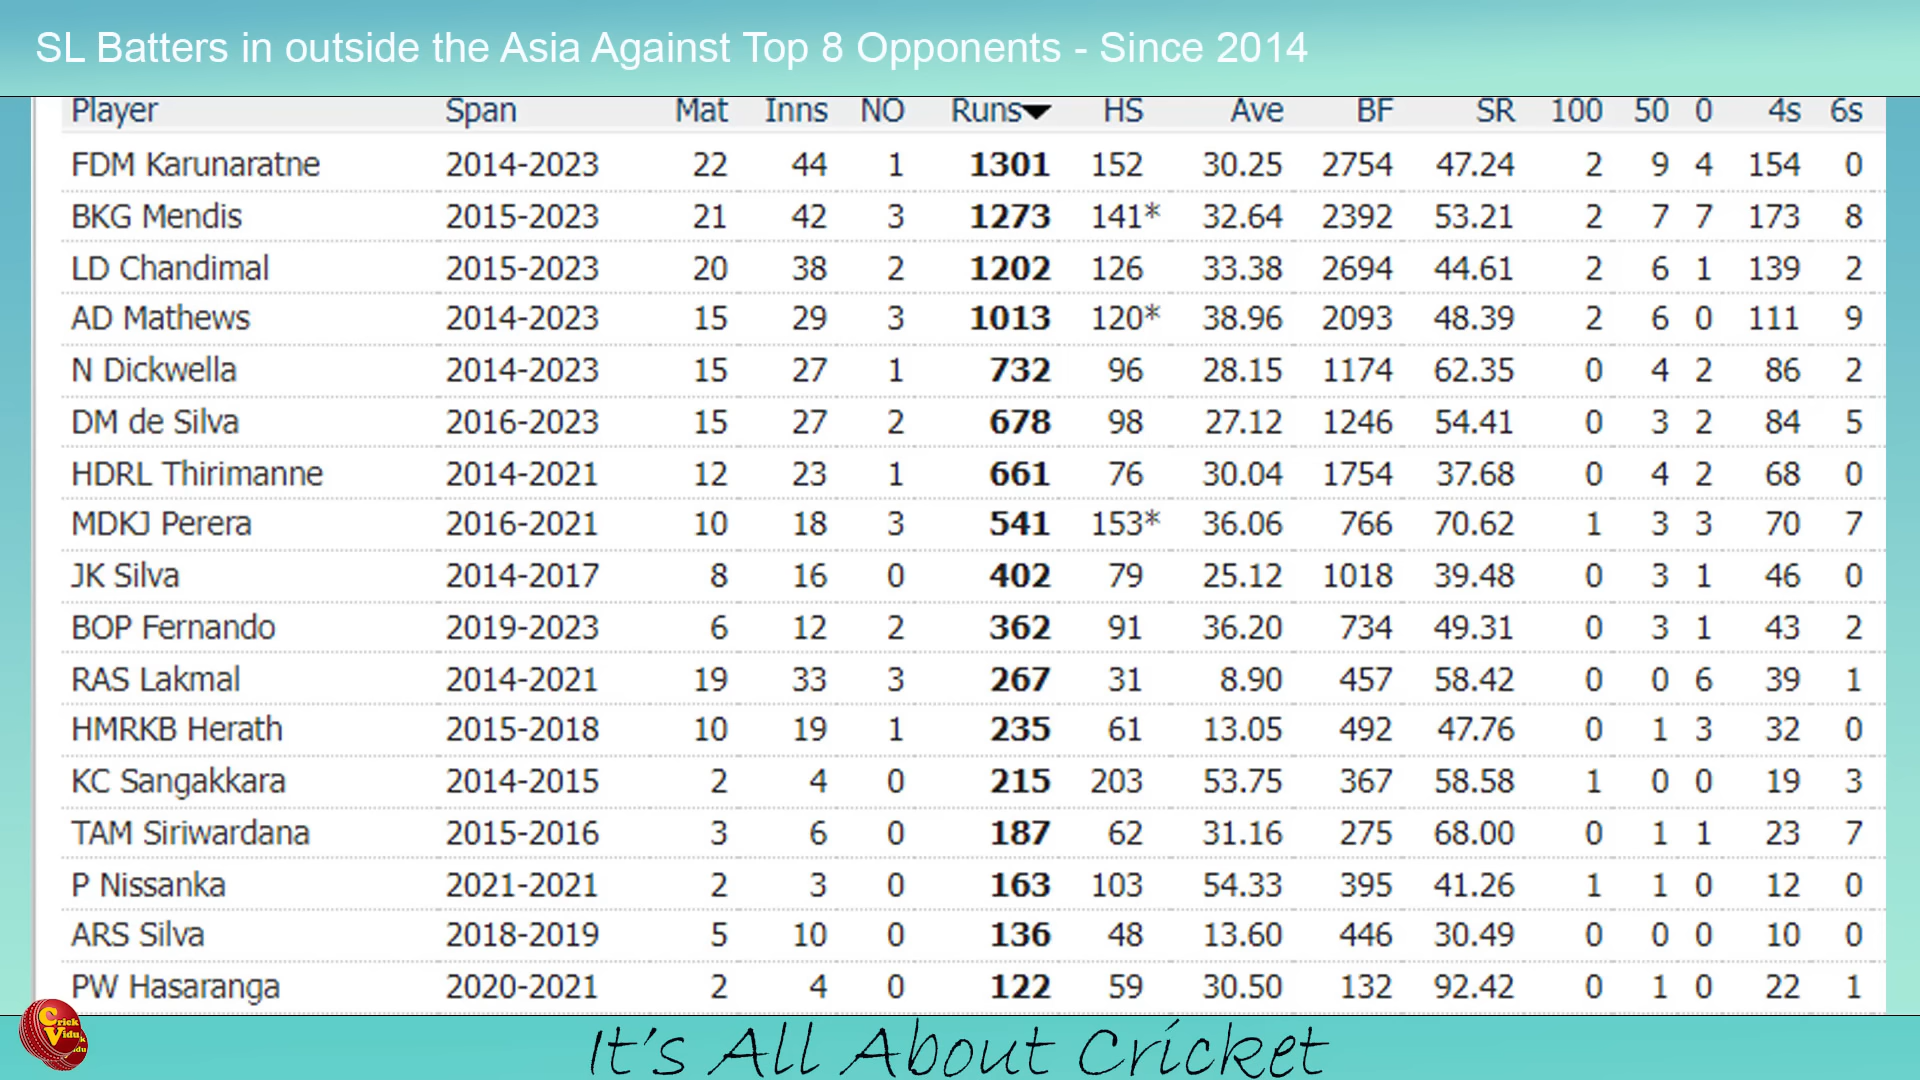 SL Batters in outside the Asia Against Top 8 Opponents - Since 2014
Player Span Mat Inns NO Runs HS Ave BF SR 100 50 0 4s 6s
FDM Karunaratne 2014-2023 22 44 1 1301 152 30.25 2754 47.24 2 9 4 154 0
BKG Mendis 2015-2023 21 42 3 1273 141* 32.64 2392 53.21 2 7 7 173 8
LD Chandimal 2015-2023 20 38 2 1202 126 33.38 2694 44.61 2 6 1 139 2
AD Mathews 2014-2023 15 29 3 1013 120* 38.96 2093 48.39 2 6 0 111 9
N Dickwella 2014-2023 15 27 1 732 96 28.15 1174 62.35 0 4 2 86 2
DM de Silva 2016-2023 15 27 2 678 98 27.12 1246 54.41 0 3 2 84 5
HDRL Thirimanne 2014-2021 12 23 1 661 76 30.04 1754 37.68 0 4 2 68 0
MDKJ Perera 2016-2021 10 18 3 541 153* 36.06 766 70.62 1 3 3 70 7
JK Silva 2014-2017 8 16 0 402 79 25.12 1018 39.48 0 3 1 46 0
BOP Fernando 2019-2023 6 12 2 362 91 36.20 734 49.31 0 3 1 43 2
RAS Lakmal 2014-2021 19 33 3 267 31 8.90 457 58.42 0 0 6 39 1
HMRKB Herath 2015-2018 10 19 1 235 61 13.05 492 47.76 0 1 3 32 0
KC Sangakkara 2014-2015 2 4 0 215 203 53.75 367 58.58 1 0 0 19 3
TAM Siriwardana 2015-2016 3 6 0 187 62 31.16 275 68.00 0 1 1 23 7
P Nissanka 2021-2021 2 3 0 163 103 54.33 395 41.26 1 1 0 12 0
ARS Silva 2018-2019 5 10 0 136 48 13.60 446 30.49 0 0 0 10 0
PW Hasaranga 2020-2021 2 4 0 122 59 30.50 132 92.42 0 1 0 22 1
Crick
It's All About Cricket